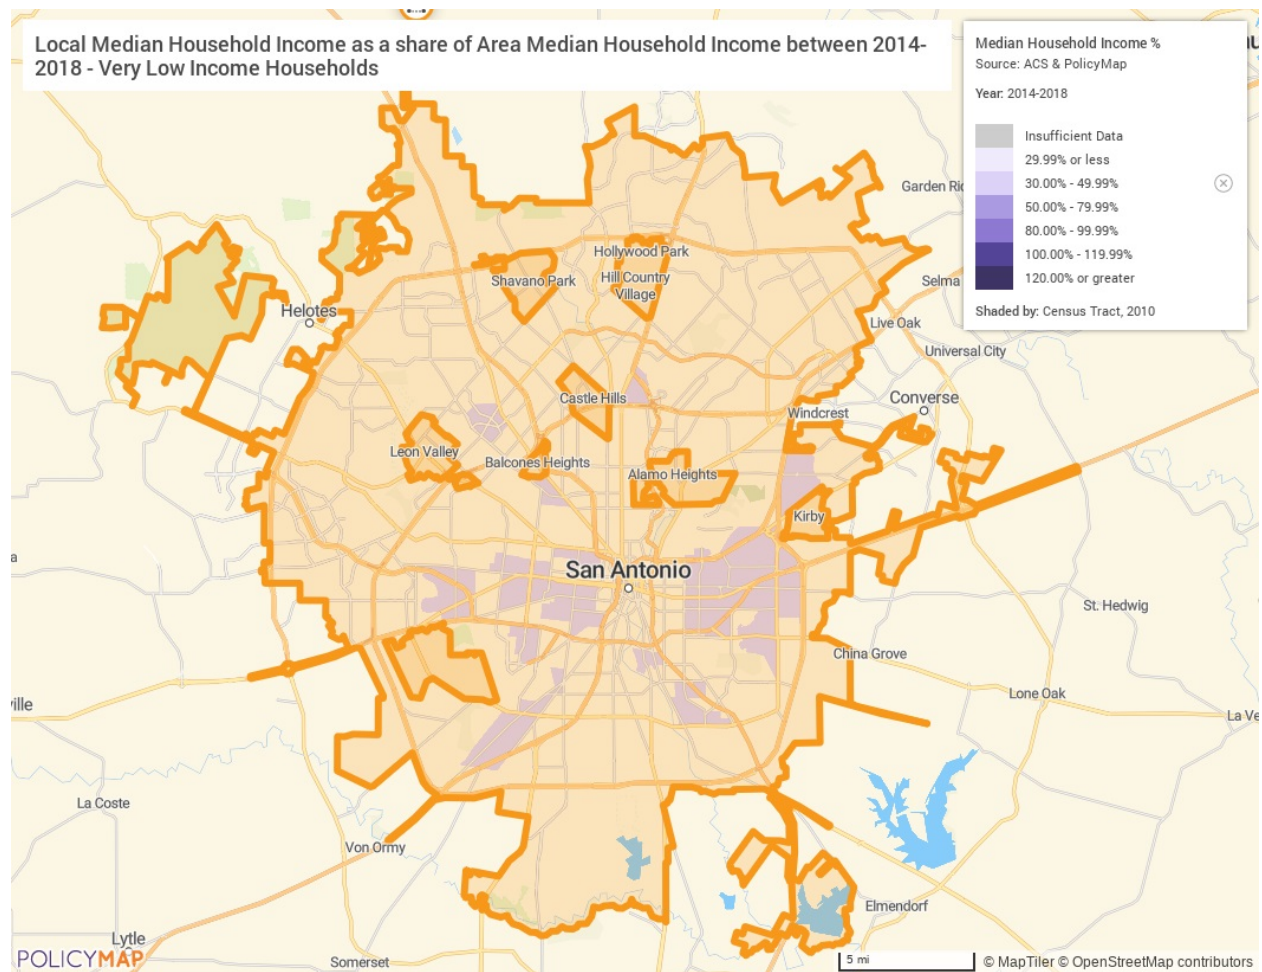 Local Median Household Income as a share of Area Median Household Income between 2014-
2018 - Very Low Income Households
Median Household Income %
Source: ACS & PolicyMap
Year: 2014-2018
Insufficient Data
29.99% or less
30.00% - 49.99%
50.00% - 79.99%
80.00% - 99.99%
100.00% - 119.99%
120.00% or greater
Shaded by: Census Tract, 2010
Garden Ri
Hollywood Park
Shavano Park
Hill Country
Village
Selma
Helotes
Live Oak
Universal City
Castle Hills
Converse
Windcrest
Leon Valley
Balcones Heights
Alamo Heights
Kirby
San Antonio
St. Hedwig
China Grove
Lone Oak
ville
La Ve
La Coste
Von Ormy
Elmendorf
Lytle
Somerset
POLICYMAP
5 mi
© MapTiler © OpenStreetMap contributors